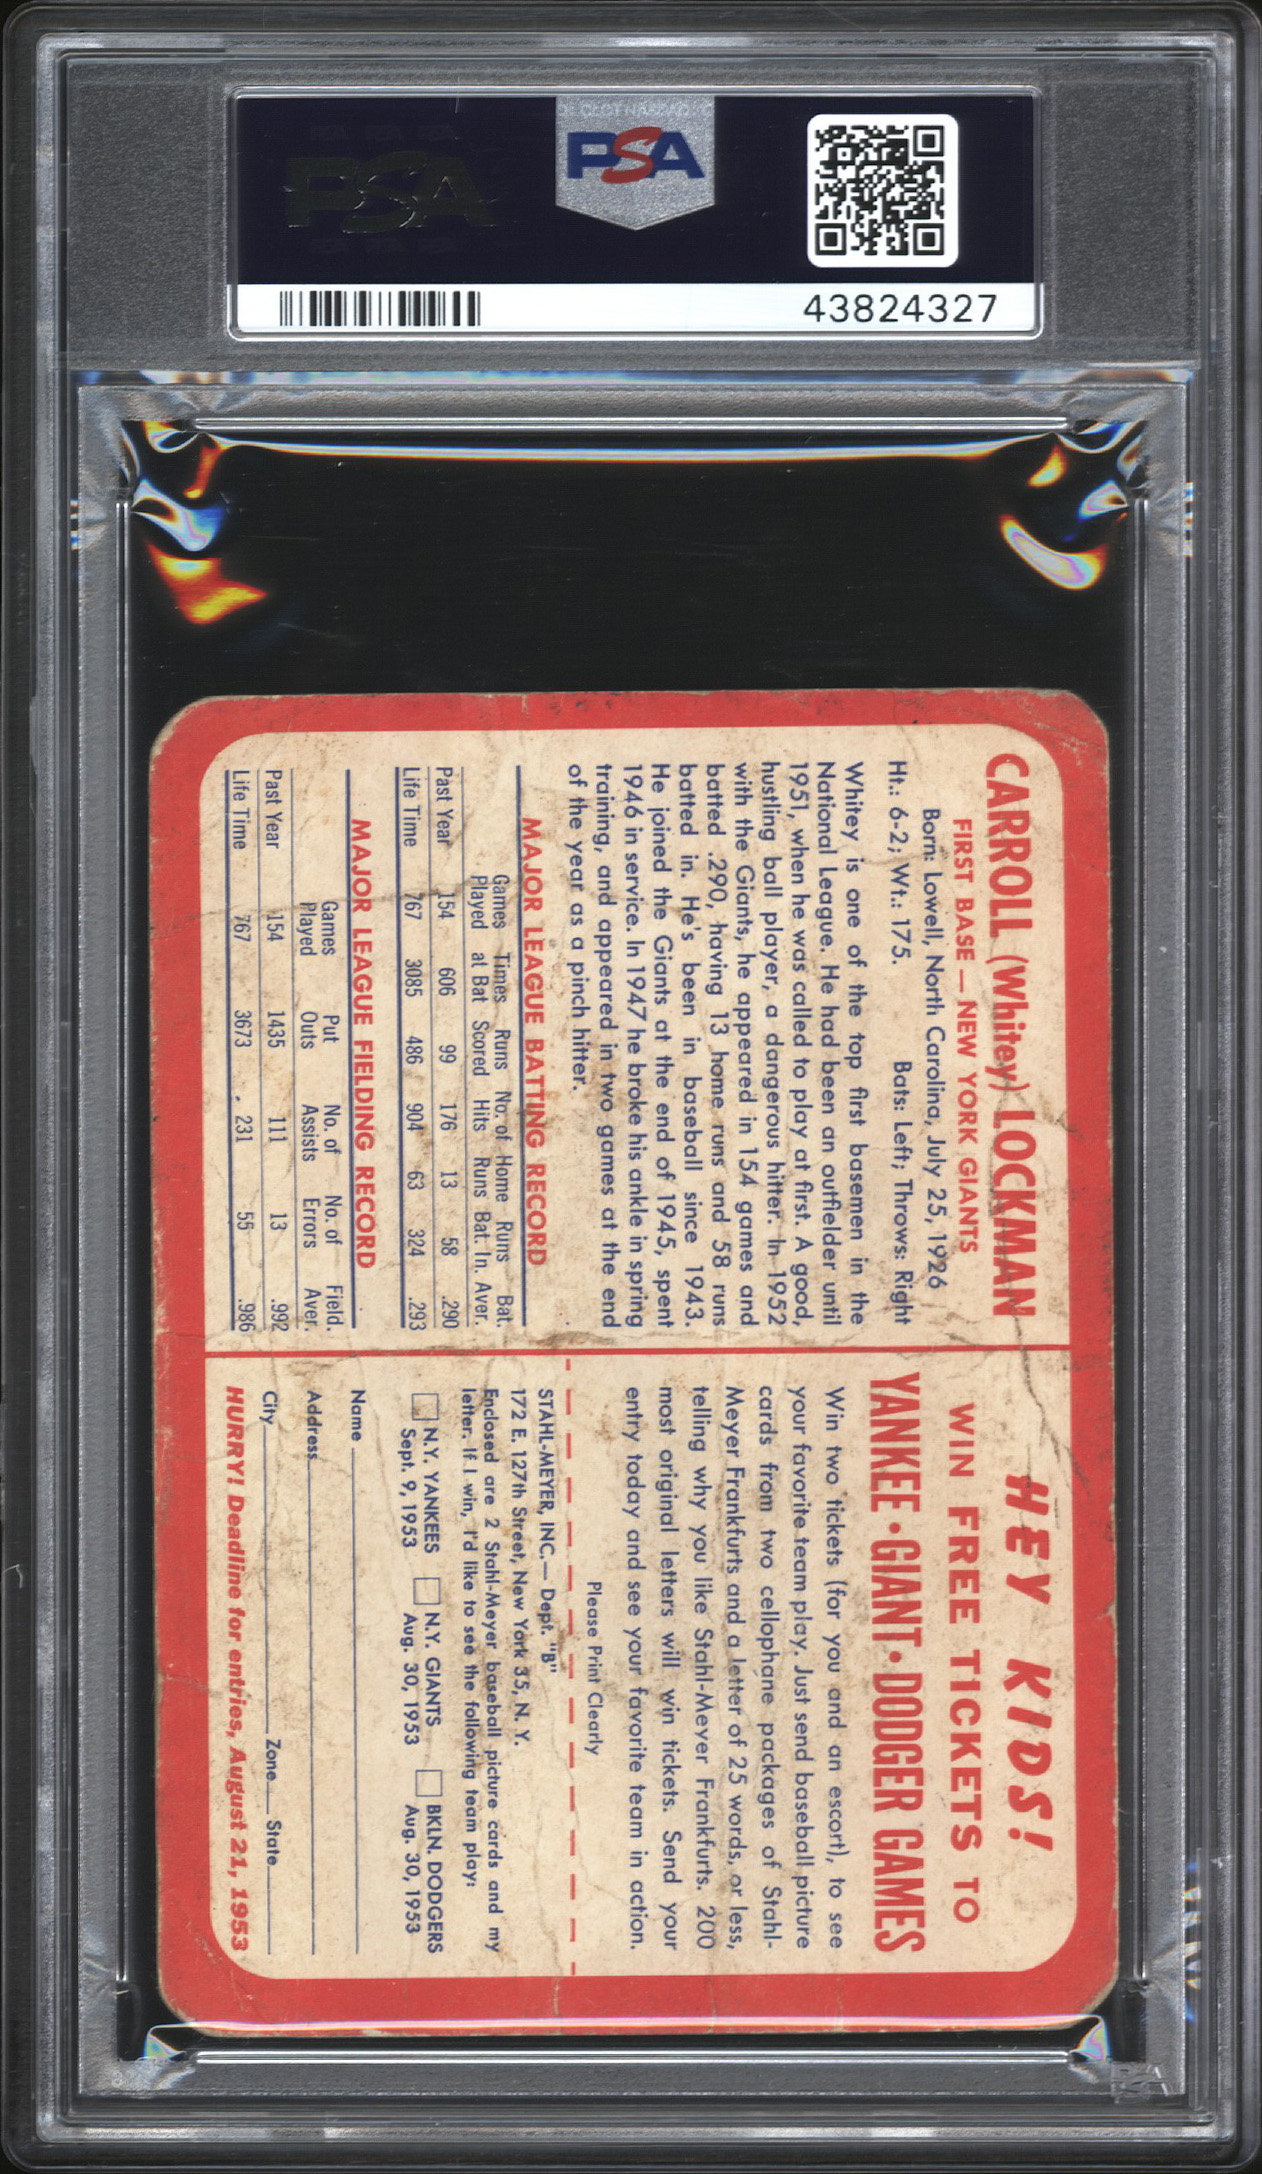 PSA
PSA
43824327
CARROLL (Whitey) LOCKMAN
FIRST BASE — NEW YORK GIANTS
Born: Lowell, North Carolina, July 25, 1926
Ht.: 6-2; Wt.: 175. Bats: Left; Throws: Right
Whitey is one of the top first basemen in the
National League. He had been an outfielder until
1951, when he was called to play at first. A good,
hustling ball player, a dangerous hitter. In 1952
with the Giants, he appeared in 154 games and
batted .290, having 13 home runs and 58 runs
batted in. He's been in baseball since 1943.
He joined the Giants at the end of 1945, spent
1946 in service. In 1947 he broke his ankle in spring
training, and appeared in two games at the end
of the year as a pinch hitter.
MAJOR LEAGUE BATTING RECORD
Games Times Runs No. of Home Runs Bat.
Played at Bat Scored Hits Runs Bat. In. Aver.
Past Year 154 606 99 176 13 58 .290
Life Time 767 3085 486 904 63 324 .293
MAJOR LEAGUE FIELDING RECORD
Games Put No. of No. of Field.
Played Outs Assists Errors Aver.
Past Year 154 1435 111 13 .992
Life Time 767 3673 231 55 .986
HEY KIDS!
WIN FREE TICKETS TO
YANKEE • GIANT • DODGER GAMES
Win two tickets (for you and an escort), to see
your favorite team play. Just send baseball picture
cards from two cellophane packages of Stahl-
Meyer Frankfurts and a letter of 25 words, or less,
telling why you like Stahl-Meyer Frankfurts. 200
most original letters will win tickets. Send your
entry today and see your favorite team in action.
Please Print Clearly
STAHL-MEYER, INC.— Dept. "B"
172 E. 127th Street, New York 35, N. Y.
Enclosed are 2 Stahl-Meyer baseball picture cards and my
letter. If I win, I'd like to see the following team play:
N.Y. YANKEES N.Y. GIANTS BKLN. DODGERS
Sept. 9, 1953 Aug. 30, 1953 Aug. 30, 1953
Name
Address
City Zone State
HURRY! Deadline for entries, August 21, 1953
PSA